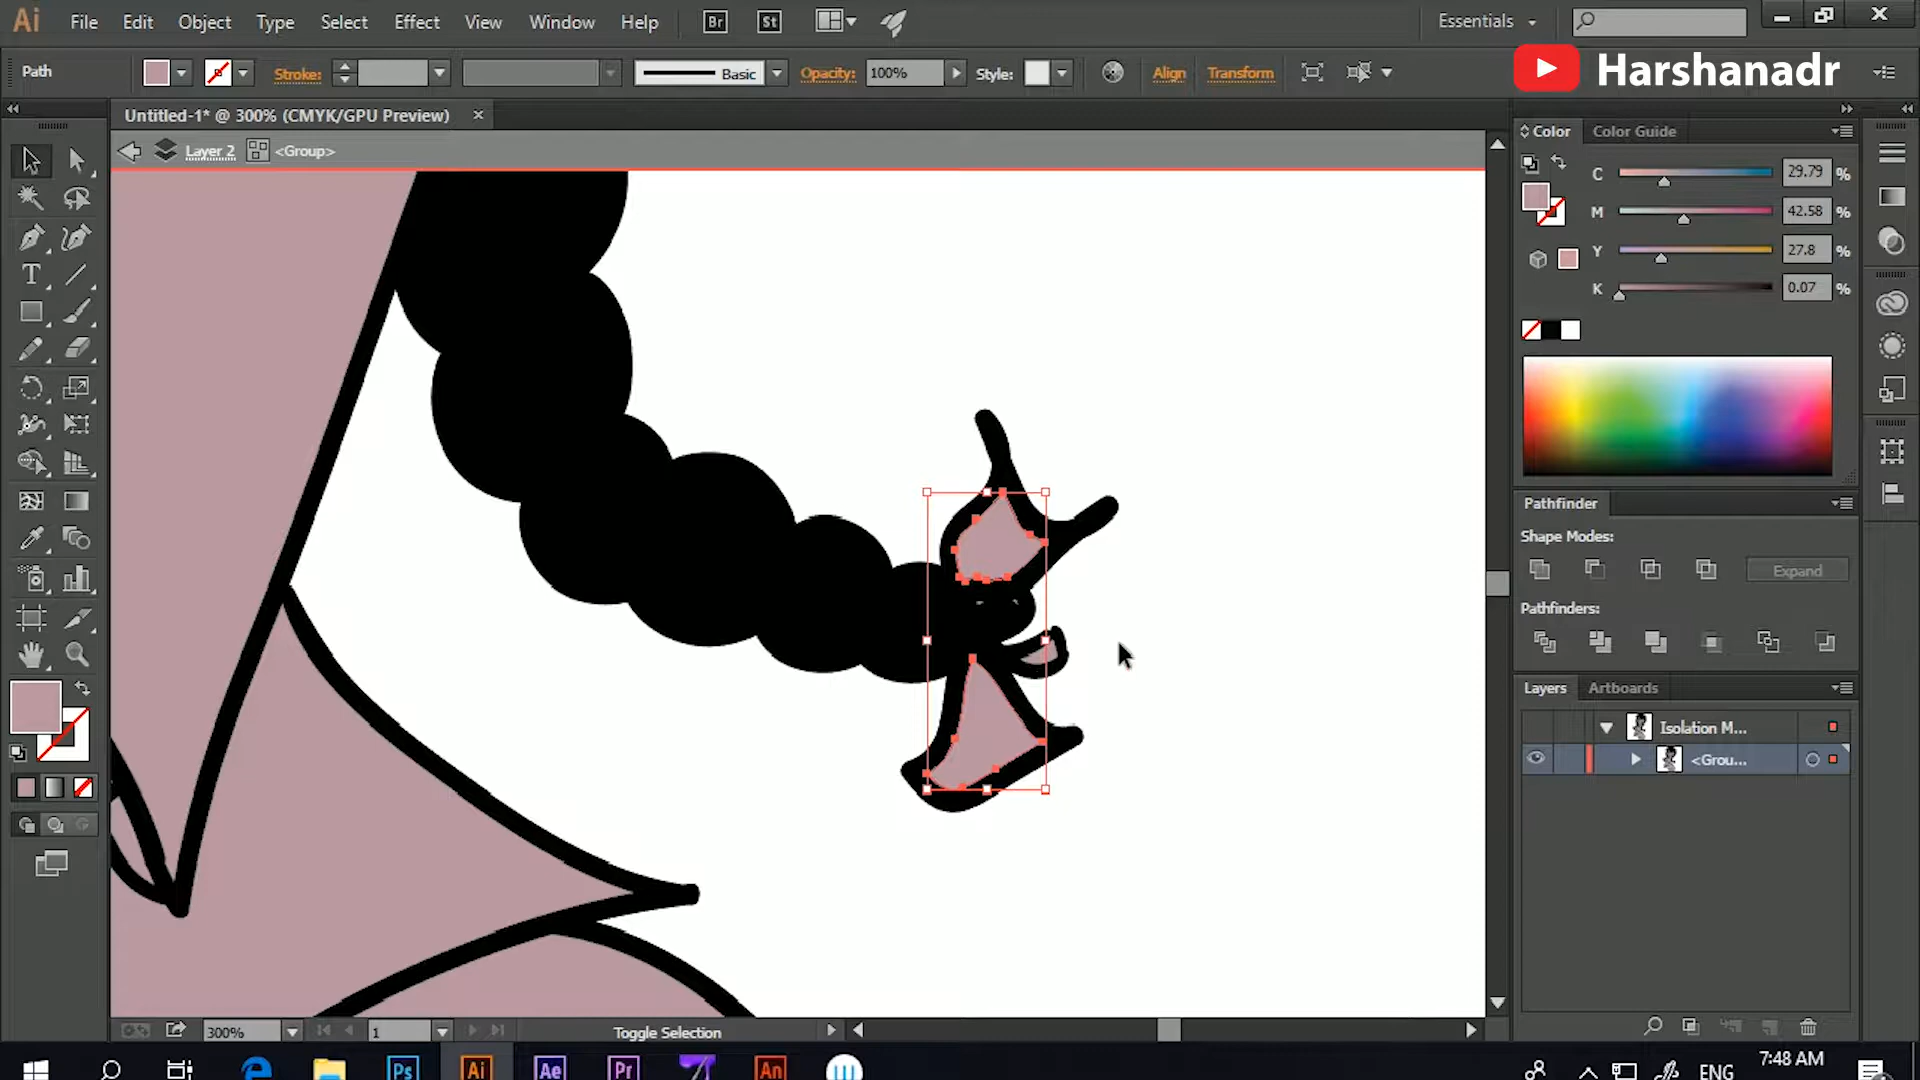 Ai File Edit Object Type Select Effect View Window Help Br St Essentials
Harshanadr
Path Stroke: Basic Opacity: 100% Style: Align Transform
Untitled-1* @ 300% (CMYK/GPU Preview)
Layer 2 <Group>
Color Color Guide
C 29.79 %
M 42.58 %
Y 27.8 %
K 0.07 %
T
Pathfinder
Shape Modes:
Expand
Pathfinders:
Layers Artboards
Isolation M...
<Grou...
300% 1 Toggle Selection
Ps Ai Ae Pr An ENG 7:48 AM